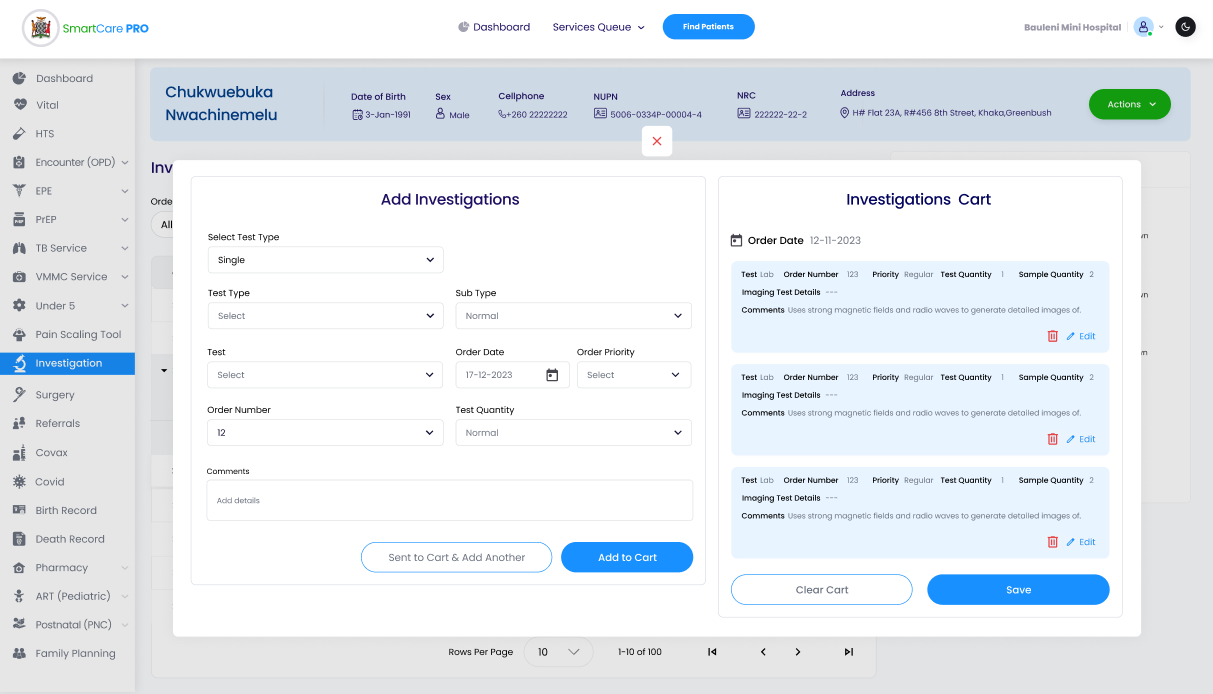 SmartCare PRO
Dashboard
Services Queue
Find Patients
Bauleni Mini Hospital
Dashboard
Vital
HTS
Encounter (OPD)
EPE
PrEP
TB Service
VMMC Service
Under 5
Pain Scaling Tool
Investigation
Surgery
Referrals
Covax
Covid
Birth Record
Death Record
Pharmacy
ART (Pediatric)
Postnatal (PNC)
Family Planning
Chukwuebuka
Nwachinemelu
Date of Birth
3-Jan-1991
Sex
Male
Cellphone
+260 22222222
NUPN
5006-0334P-00004-4
NRC
222222-22-2
Address
H# Flat 23A, R#456 8th Street, Khaka,Greenbush
Actions
Inv
Orde
All
Add Investigations
Select Test Type
Single
Test Type
Select
Sub Type
Normal
Test
Select
Order Date
17-12-2023
Order Priority
Select
Order Number
12
Test Quantity
Normal
Comments
Add details
Sent to Cart & Add Another
Add to Cart
Investigations Cart
Order Date 12-11-2023
Test Lab Order Number 123 Priority Regular Test Quantity 1 Sample Quantity 2
Imaging Test Details ---
Comments Uses strong magnetic fields and radio waves to generate detailed images of.
Edit
Test Lab Order Number 123 Priority Regular Test Quantity 1 Sample Quantity 2
Imaging Test Details ---
Comments Uses strong magnetic fields and radio waves to generate detailed images of.
Edit
Test Lab Order Number 123 Priority Regular Test Quantity 1 Sample Quantity 2
Imaging Test Details ---
Comments Uses strong magnetic fields and radio waves to generate detailed images of.
Edit
Clear Cart
Save
wn
wn
wn
Rows Per Page
10
1-10 of 100